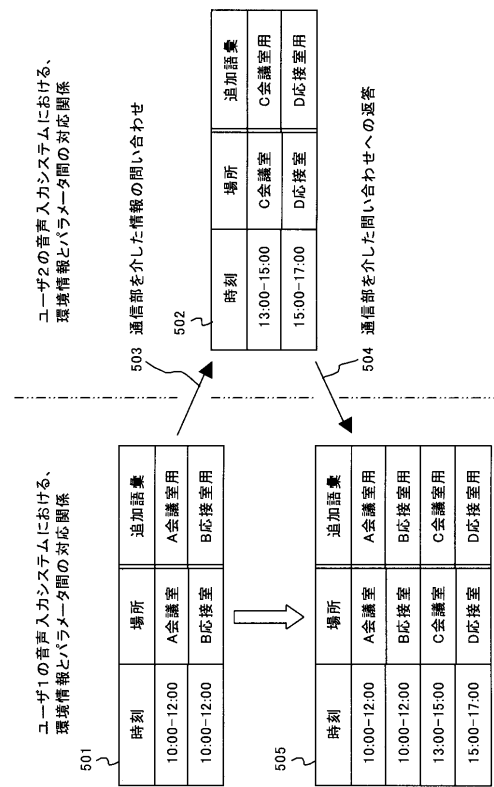 ユーザ1の音声入力システムにおける、
環境情報とパラメータ間の対応関係
501
時刻 場所 追加語彙
10:00-12:00 A会議室 A会議室用
10:00-12:00 B応接室 B応接室用
505
時刻 場所 追加語彙
10:00-12:00 A会議室 A会議室用
10:00-12:00 B応接室 B応接室用
13:00-15:00 C会議室 C会議室用
15:00-17:00 D応接室 D応接室用
ユーザ2の音声入力システムにおける、
環境情報とパラメータ間の対応関係
503 通信部を介した情報の問い合わせ
502
時刻 場所 追加語彙
13:00-15:00 C会議室 C会議室用
15:00-17:00 D応接室 D応接室用
504 通信部を介した問い合わせへの返答